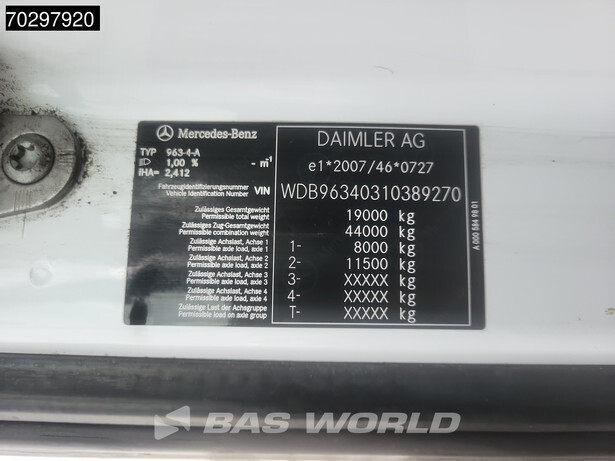 70297920
Mercedes-Benz
DAIMLER AG
TYP 963-4-A
1,00 % - m⁻¹
iHA= 2,412
e1*2007/46*0727
Fahrzeugidentifizierungsnummer
Vehicle Identification Number VIN WDB96340310389270
Zulässiges Gesamtgewicht
Permissible total weight 19000 kg
Zulässiges Zug-Gesamtgewicht
Permissible combination weight 44000 kg
Zulässige Achslast, Achse 1
Permissible axle load, axle 1 1- 8000 kg
Zulässige Achslast, Achse 2
Permissible axle load, axle 2 2- 11500 kg
Zulässige Achslast, Achse 3
Permissible axle load, axle 3 3- XXXXX kg
Zulässige Achslast, Achse 4
Permissible axle load, axle 4 4- XXXXX kg
Zulässige Last der Achsgruppe
Permissible load on axle group T- XXXXX kg
A 000 584 98 01
BAS WORLD